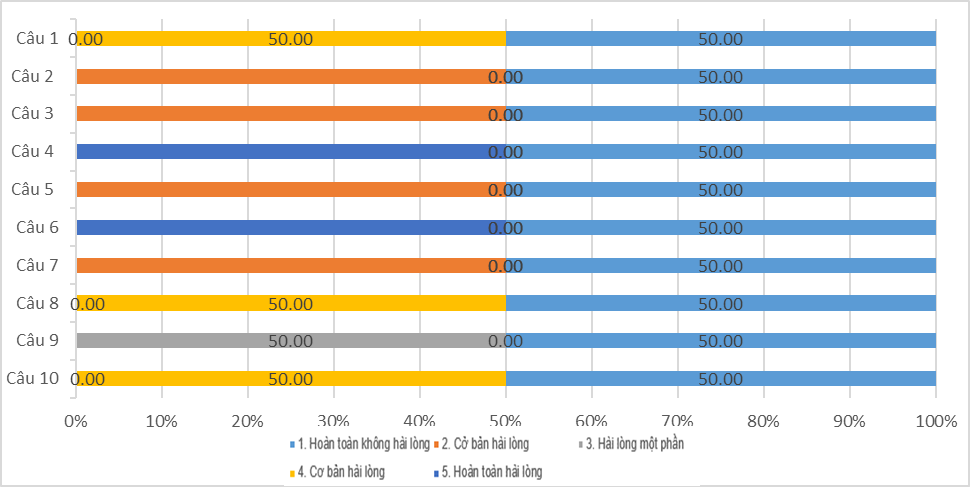 Câu 1 0.00 50.00 50.00
Câu 2 0.00 50.00
Câu 3 0.00 50.00
Câu 4 0.00 50.00
Câu 5 0.00 50.00
Câu 6 0.00 50.00
Câu 7 0.00 50.00
Câu 8 0.00 50.00 50.00
Câu 9 50.00 0.00 50.00
Câu 10 0.00 50.00 50.00
0% 10% 20% 30% 40% 50% 60% 70% 80% 90% 100%
1. Hoàn toàn không hải lòng 2. Cở bản hải lòng 3. Hải lòng một phần
4. Cơ bản hải lòng 5. Hoàn toàn hải lòng